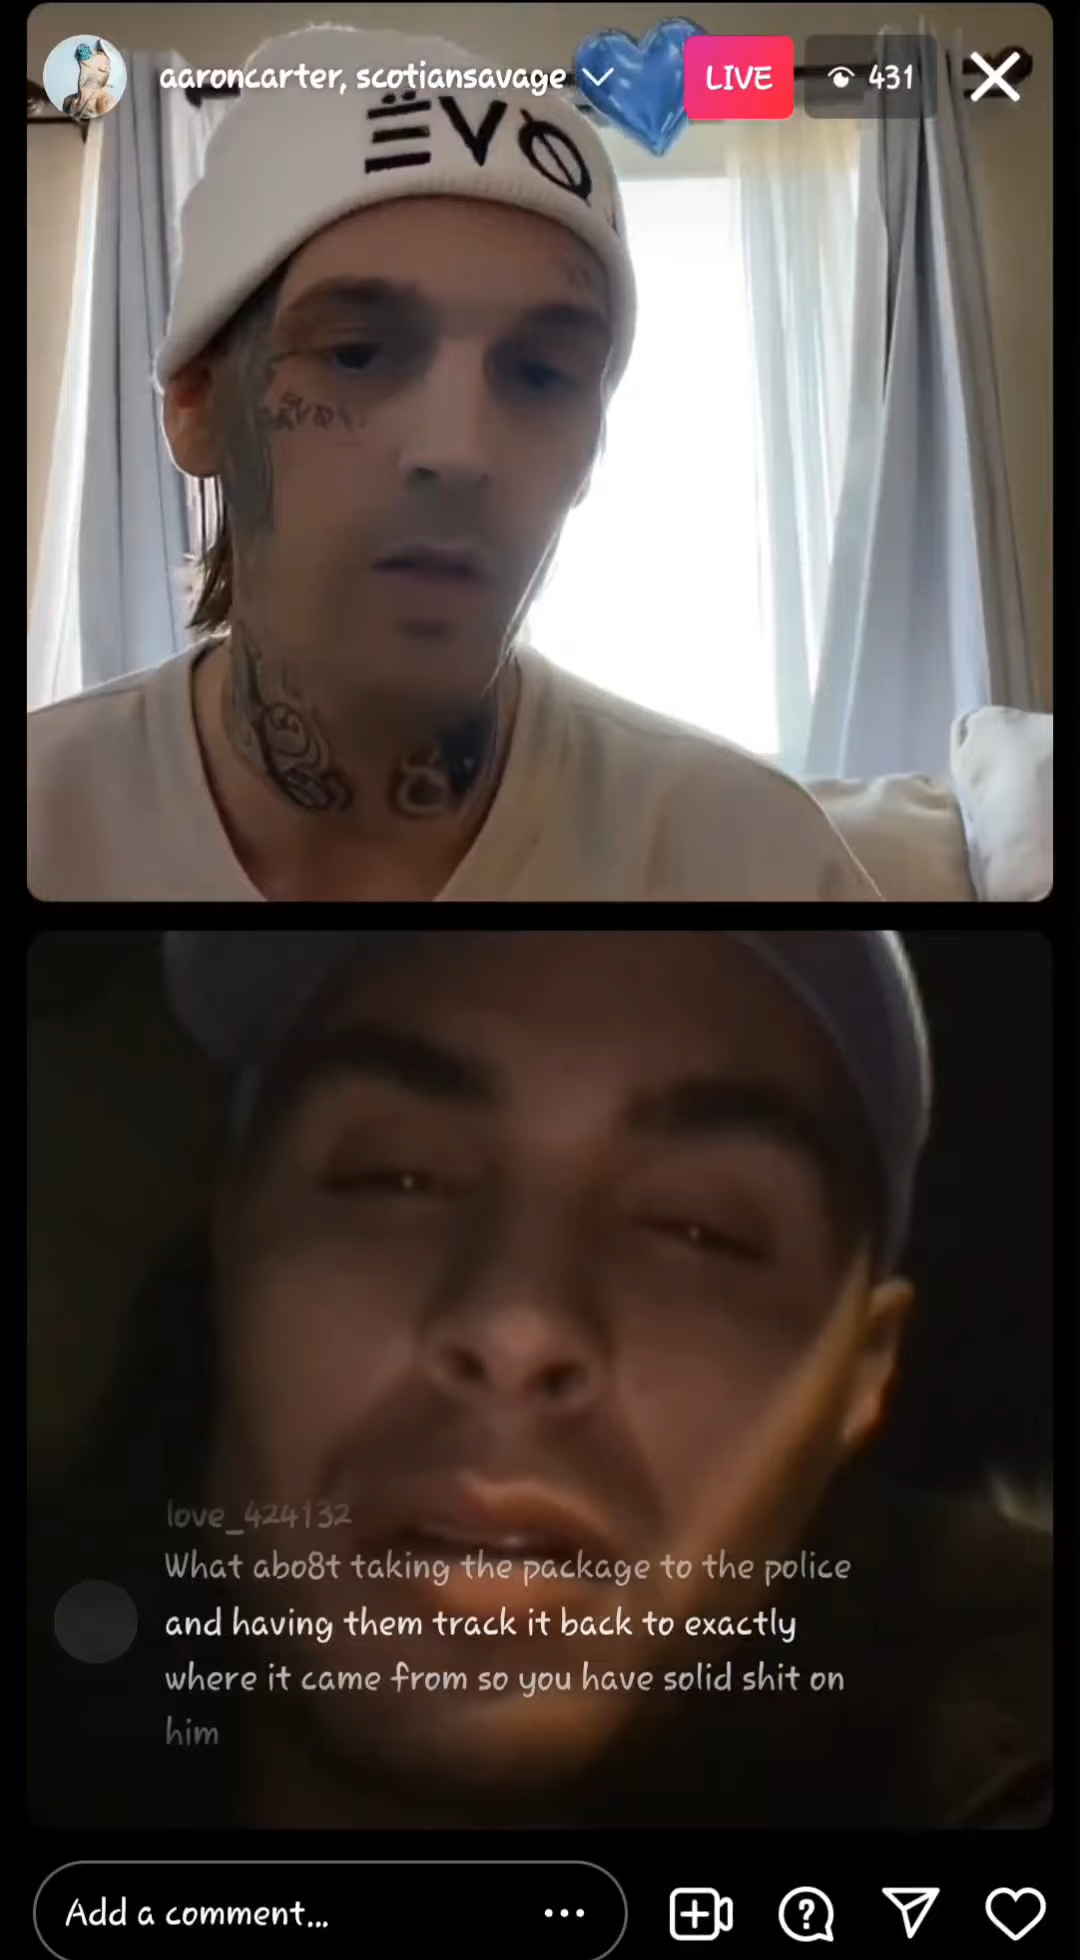 aaroncarter, scotiansavage
LIVE
431
ËVO
love_424132
What abo8t taking the package to the police
and having them track it back to exactly
where it came from so you have solid shit on
him
Add a comment...